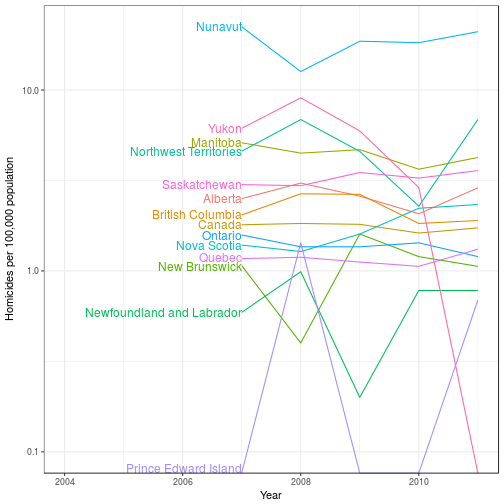 Homicides per 100,000 population
10.0
1.0
0.1
Nunavut
Yukon
Manitoba
Northwest Territories
Saskatchewan
Alberta
British Columbia
Canada
Ontario
Nova Scotia
Quebec
New Brunswick
Newfoundland and Labrador
Prince Edward Island
2004
2006
2008
2010
Year